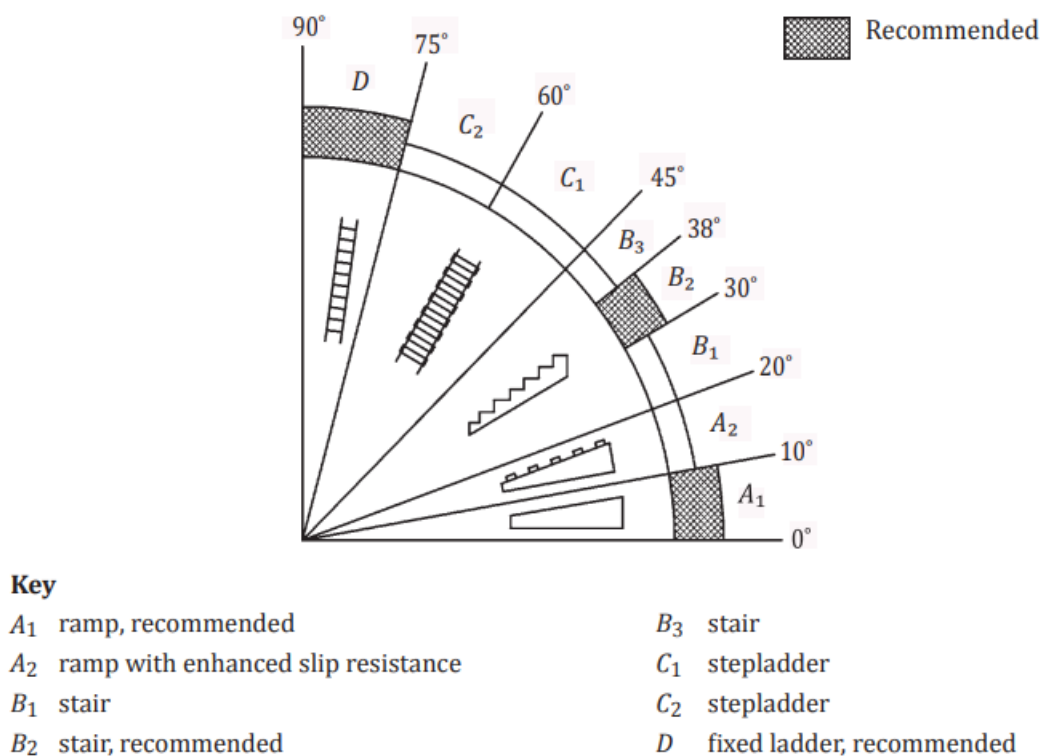 90°
75°
Recommended
D
60°
C₂
C₁
45°
B₃
38°
B₂
30°
B₁
20°
A₂
10°
A₁
0°
Key
A₁ ramp, recommended
A₂ ramp with enhanced slip resistance
B₁ stair
B₂ stair, recommended
B₃ stair
C₁ stepladder
C₂ stepladder
D fixed ladder, recommended